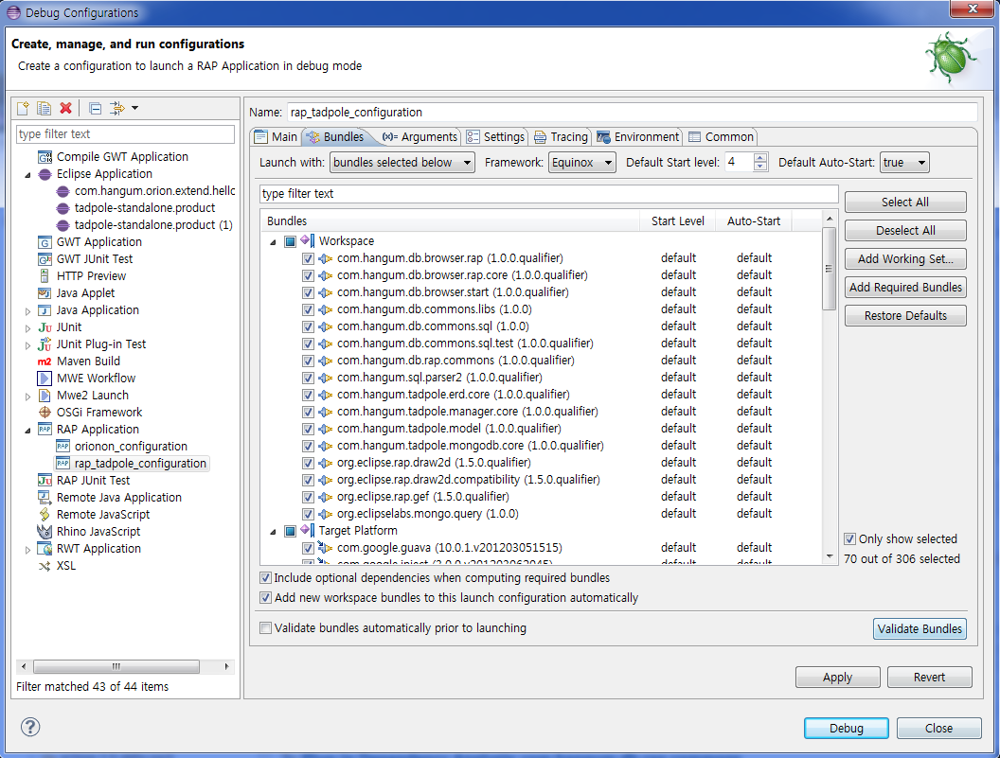 Debug Configurations
Create, manage, and run configurations
Create a configuration to launch a RAP Application in debug mode
type filter text
Compile GWT Application
Eclipse Application
com.hangum.orion.extend.hellc
tadpole-standalone.product
tadpole-standalone.product (1)
GWT Application
GWT JUnit Test
HTTP Preview
Java Applet
Java Application
JUnit
JUnit Plug-in Test
Maven Build
MWE Workflow
Mwe2 Launch
OSGi Framework
RAP Application
orionon_configuration
rap_tadpole_configuration
RAP JUnit Test
Remote Java Application
Remote JavaScript
Rhino JavaScript
RWT Application
XSL
Filter matched 43 of 44 items
Name: rap_tadpole_configuration
Main Bundles (x)= Arguments Settings Tracing Environment Common
Launch with: bundles selected below Framework: Equinox Default Start level: 4 Default Auto-Start: true
type filter text
Bundles Start Level Auto-Start
Workspace
com.hangum.db.browser.rap (1.0.0.qualifier) default default
com.hangum.db.browser.rap.core (1.0.0.qualifier) default default
com.hangum.db.browser.start (1.0.0.qualifier) default default
com.hangum.db.commons.libs (1.0.0) default default
com.hangum.db.commons.sql (1.0.0) default default
com.hangum.db.commons.sql.test (1.0.0.qualifier) default default
com.hangum.db.rap.commons (1.0.0.qualifier) default default
com.hangum.sql.parser2 (1.0.0.qualifier) default default
com.hangum.tadpole.erd.core (1.0.0.qualifier) default default
com.hangum.tadpole.manager.core (1.0.0.qualifier) default default
com.hangum.tadpole.model (1.0.0.qualifier) default default
com.hangum.tadpole.mongodb.core (1.0.0.qualifier) default default
org.eclipse.rap.draw2d (1.5.0.qualifier) default default
org.eclipse.rap.draw2d.compatibility (1.5.0.qualifier) default default
org.eclipse.rap.gef (1.5.0.qualifier) default default
org.eclipselabs.mongo.query (1.0.0) default default
Target Platform
com.google.guava (10.0.1.v201203051515) default default
com.google.inject (3.0.0.v201203062045) default default
Select All
Deselect All
Add Working Set...
Add Required Bundles
Restore Defaults
Only show selected
70 out of 306 selected
Include optional dependencies when computing required bundles
Add new workspace bundles to this launch configuration automatically
Validate bundles automatically prior to launching
Validate Bundles
Apply Revert
Debug Close